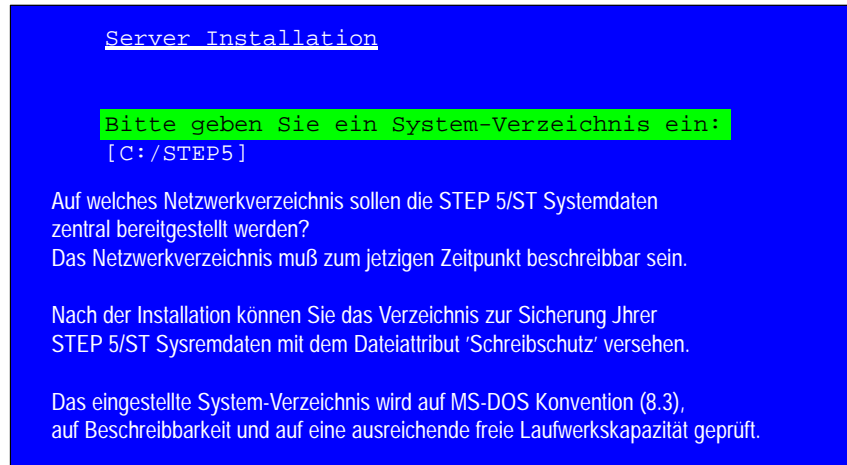 Server Installation
Bitte geben Sie ein System-Verzeichnis ein:
[C:/STEP5]
Auf welches Netzwerkverzeichnis sollen die STEP 5/ST Systemdaten
zentral bereitgestellt werden?
Das Netzwerkverzeichnis muß zum jetzigen Zeitpunkt beschreibbar sein.
Nach der Installation können Sie das Verzeichnis zur Sicherung Jhrer
STEP 5/ST Sysremdaten mit dem Dateiattribut 'Schreibschutz' versehen.
Das eingestellte System-Verzeichnis wird auf MS-DOS Konvention (8.3),
auf Beschreibbarkeit und auf eine ausreichende freie Laufwerkskapazität geprüft.